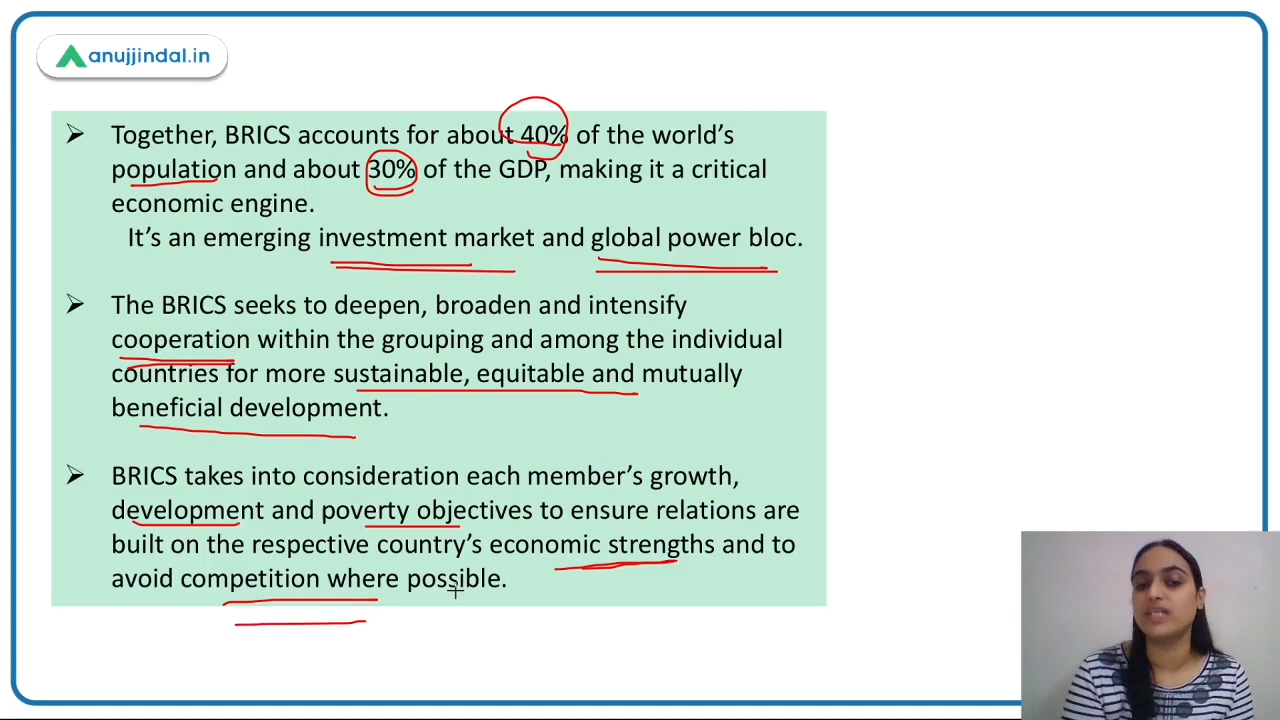 anujjindal.in
Together, BRICS accounts for about 40% of the world's
population and about 30% of the GDP, making it a critical
economic engine.
It's an emerging investment market and global power bloc.
The BRICS seeks to deepen, broaden and intensify
cooperation within the grouping and among the individual
countries for more sustainable, equitable and mutually
beneficial development.
BRICS takes into consideration each member's growth,
development and poverty objectives to ensure relations are
built on the respective country's economic strengths and to
avoid competition where possible.